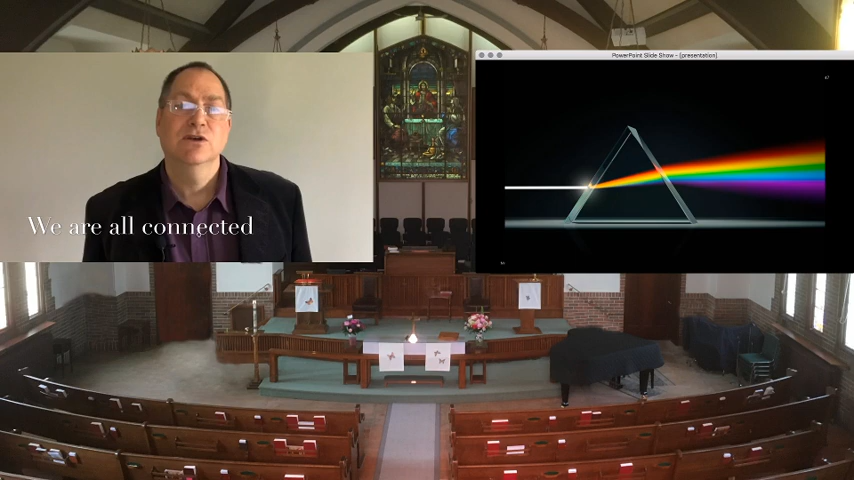 PowerPoint Slide Show - [presentation]
We are all connected